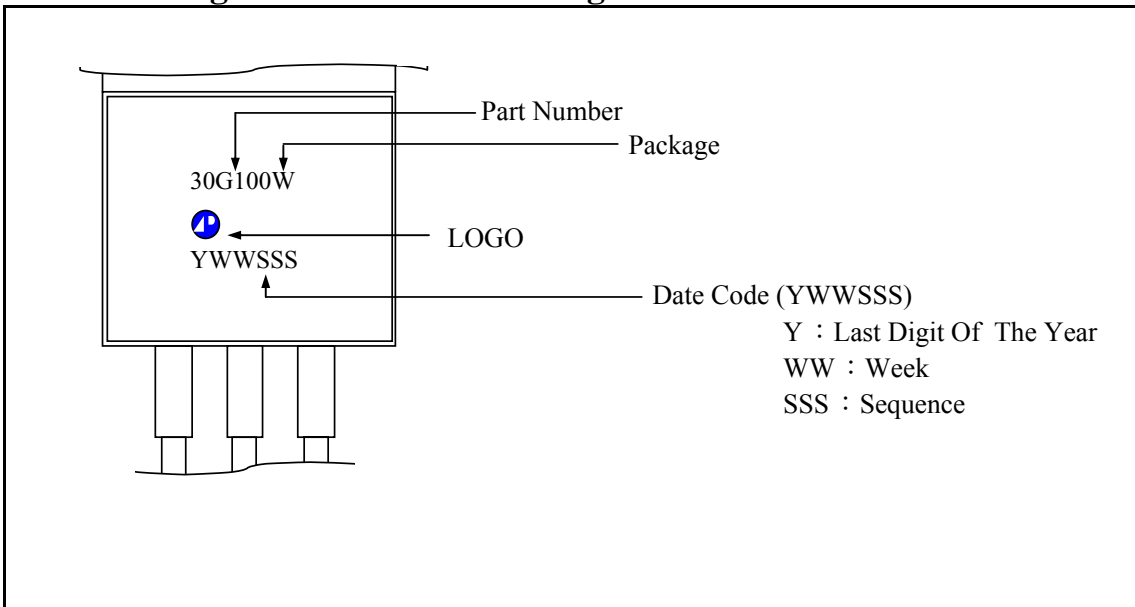 Part Number
Package
30G100W
LOGO
YWWSSS
Date Code (YWWSSS)
Y：Last Digit Of The Year
WW：Week
SSS：Sequence